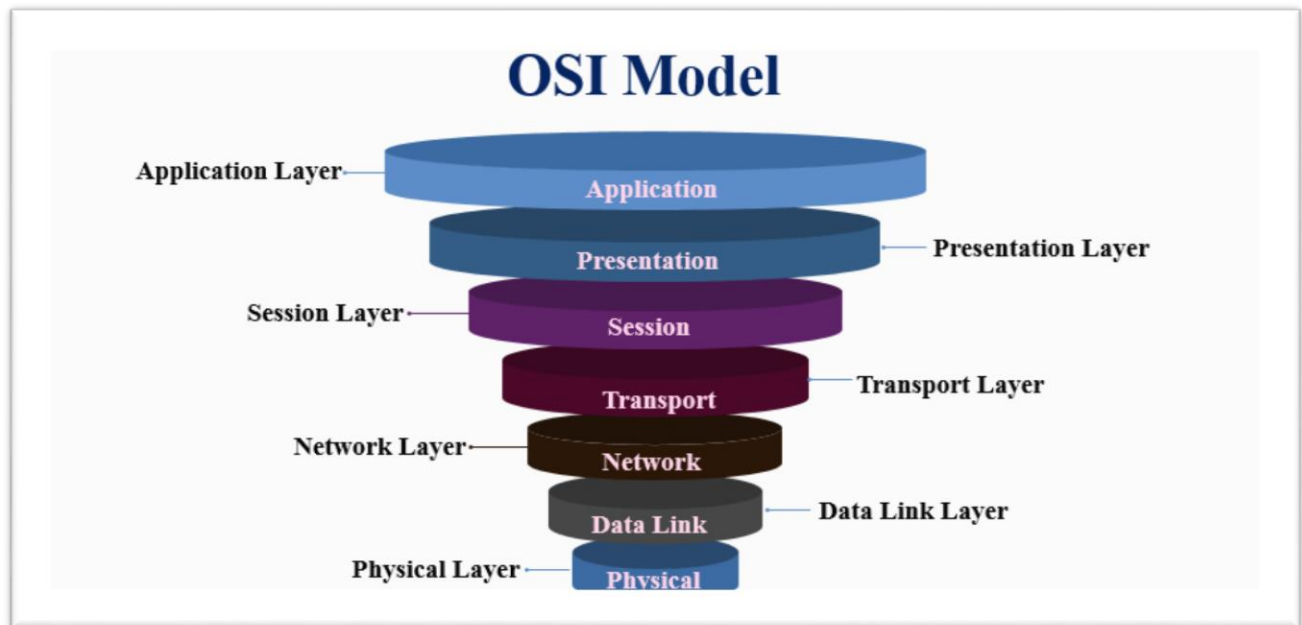 OSI Model
Application Layer
Application
Presentation
Presentation Layer
Session Layer
Session
Transport
Transport Layer
Network Layer
Network
Data Link
Data Link Layer
Physical Layer
Physical